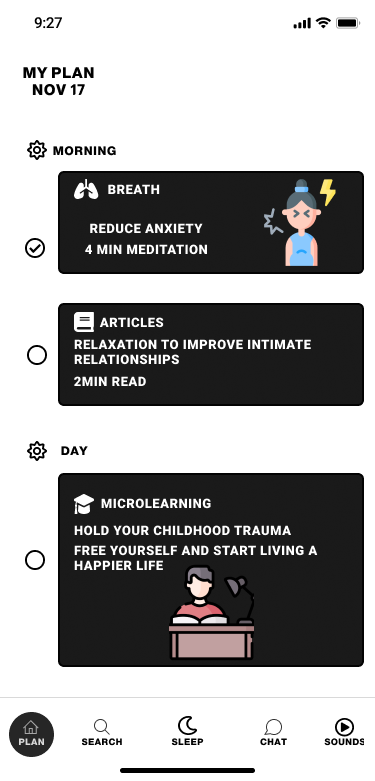 9:27
MY PLAN
NOV 17
MORNING
BREATH
REDUCE ANXIETY
4 MIN MEDITATION
ARTICLES
RELAXATION TO IMPROVE INTIMATE
RELATIONSHIPS
2MIN READ
DAY
MICROLEARNING
HOLD YOUR CHILDHOOD TRAUMA
FREE YOURSELF AND START LIVING A
HAPPIER LIFE
PLAN
SEARCH
SLEEP
CHAT
SOUNDS